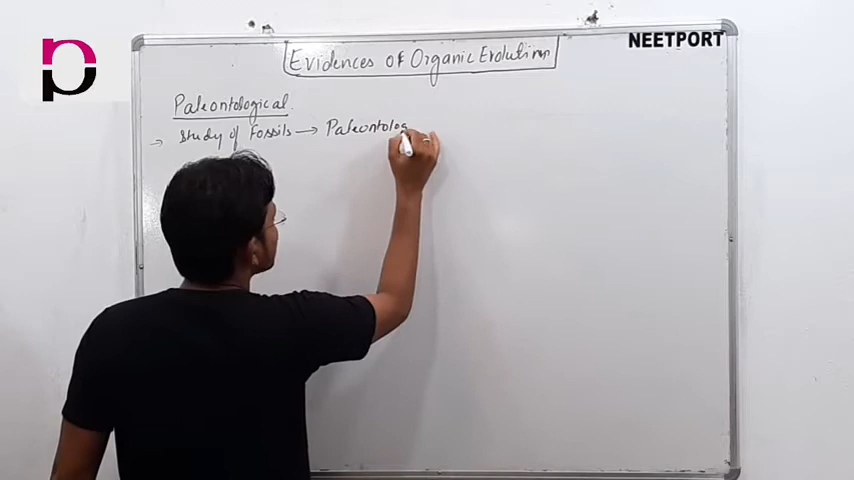 NEETPORT
Evidences of Organic Evolution
Paleontological
→ Study of Fossils → Paleontolog